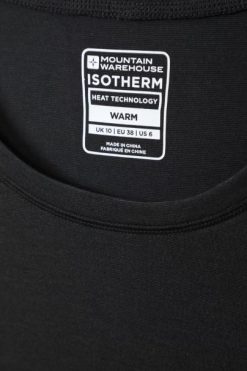 MOUNTAIN
WAREHOUSE
ISOTHERM
HEAT TECHNOLOGY
WARM
UK 10 | EU 38 | US 6
MADE IN CHINA
FABRIQUÉ EN CHINE